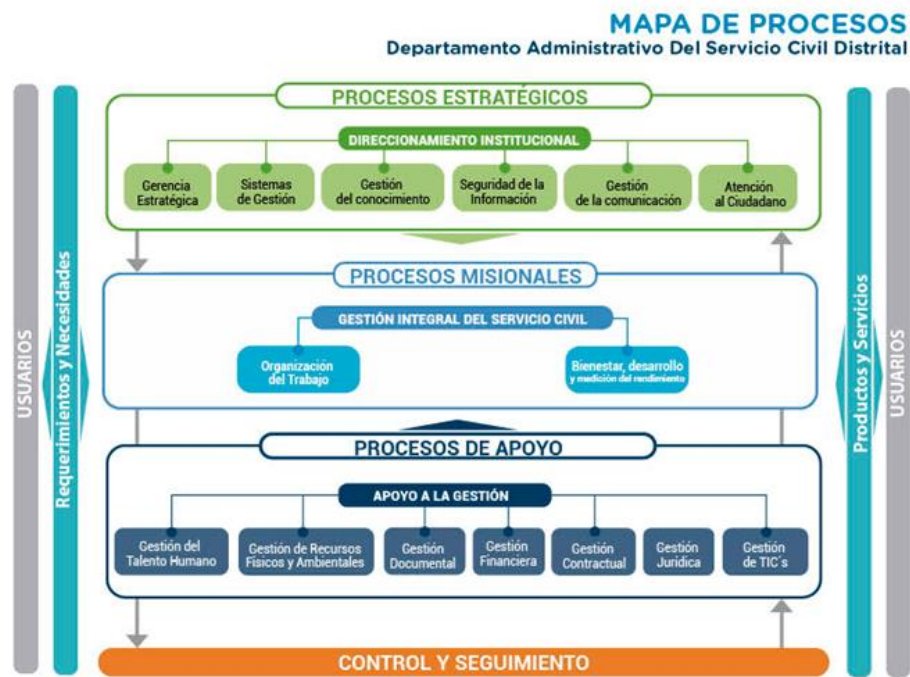 MAPA DE PROCESOS
Departamento Administrativo Del Servicio Civil Distrital
USUARIOS
Requerimientos y Necesidades
PROCESOS ESTRATÉGICOS
DIRECCIONAMIENTO INSTITUCIONAL
Gerencia
Estratégica
Sistemas
de Gestión
Gestión
del conocimiento
Seguridad de la
Información
Gestión
de la comunicación
Atención
al Ciudadano
PROCESOS MISIONALES
GESTIÓN INTEGRAL DEL SERVICIO CIVIL
Organización
del Trabajo
Bienestar, desarrollo
y medición del rendimiento
PROCESOS DE APOYO
APOYO A LA GESTIÓN
Gestión del
Talento Humano
Gestión de Recursos
Físicos y Ambientales
Gestión
Documental
Gestión
Financiera
Gestión
Contractual
Gestión
Jurídica
Gestión
de TIC´s
Productos y Servicios
USUARIOS
CONTROL Y SEGUIMIENTO